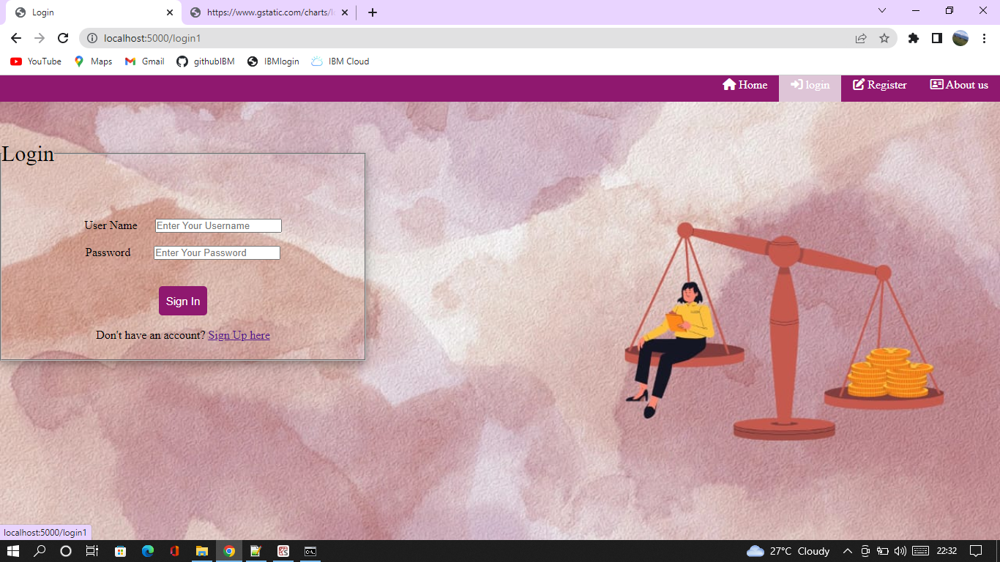 Login
https://www.gstatic.com/charts/l
localhost:5000/login1
YouTube
Maps
Gmail
githubIBM
IBMlogin
IBM Cloud
Home
login
Register
About us
Login
User Name
Enter Your Username
Password
Enter Your Password
Sign In
Don't have an account? Sign Up here
localhost:5000/login1
27°C Cloudy
22:32